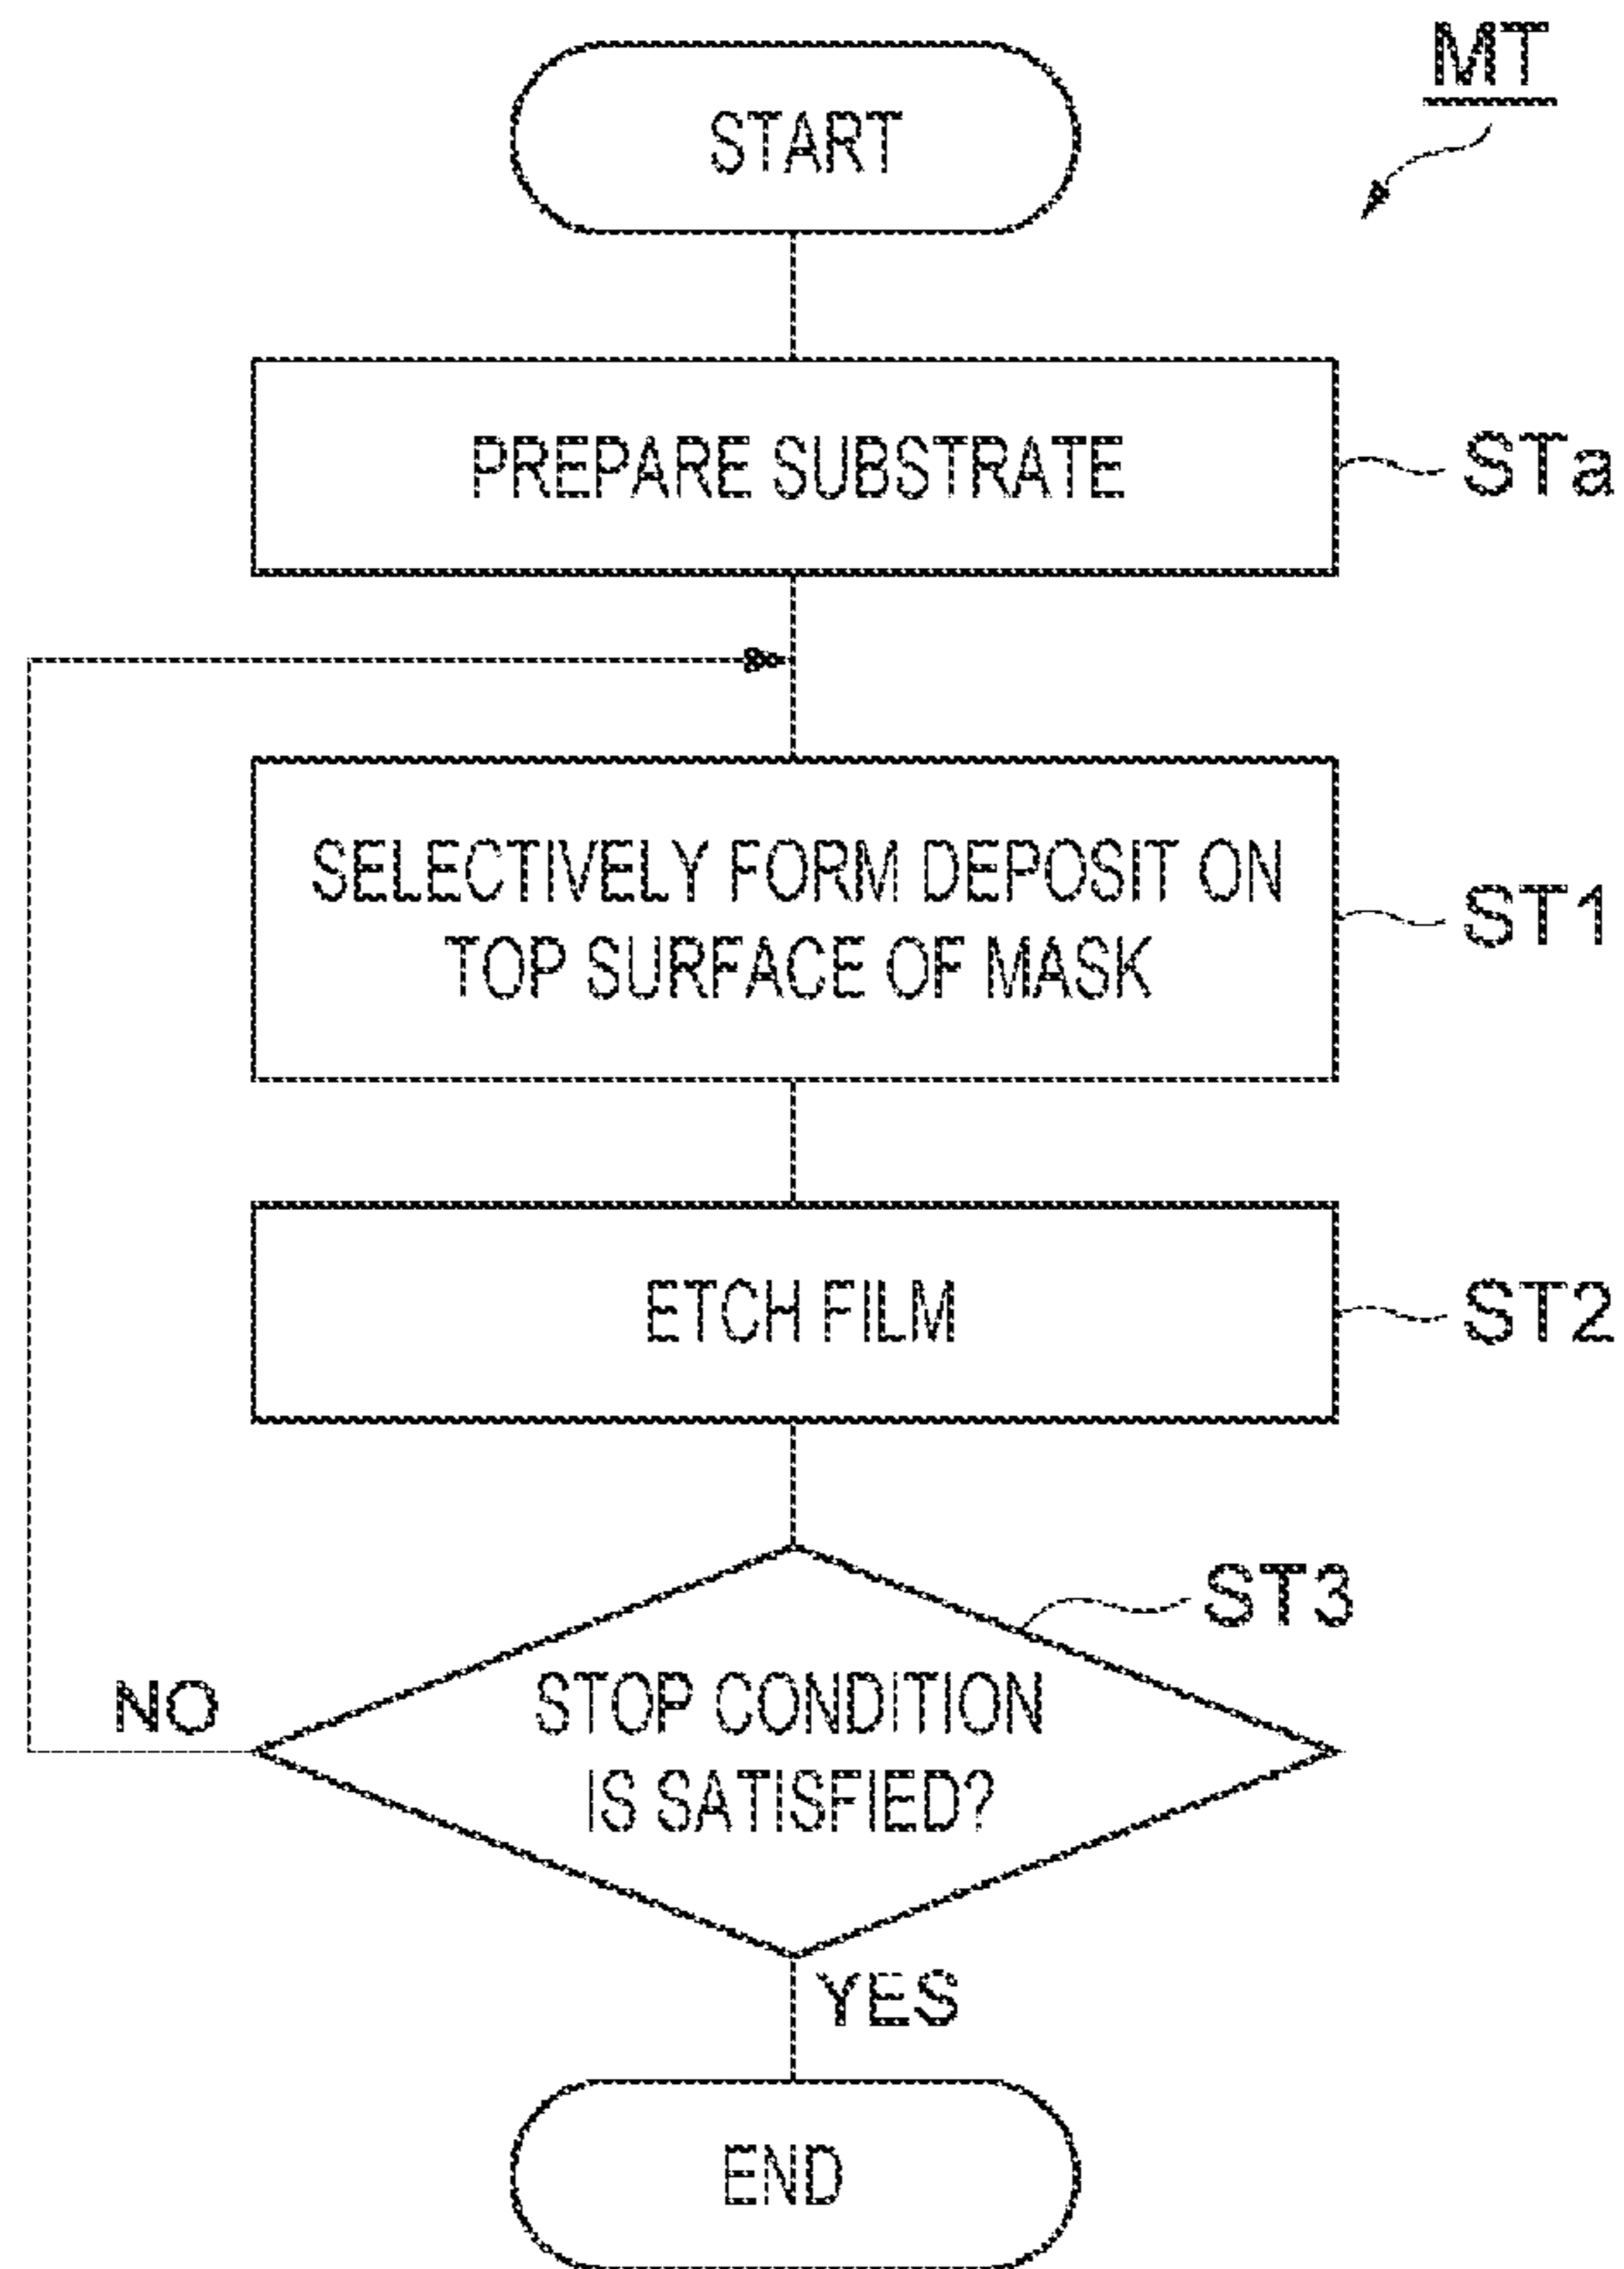 MT
START
PREPARE SUBSTRATE
STa
SELECTIVELY FORM DEPOSIT ON
TOP SURFACE OF MASK
ST1
ETCH FILM
ST2
ST3
STOP CONDITION
IS SATISFIED?
NO
YES
END